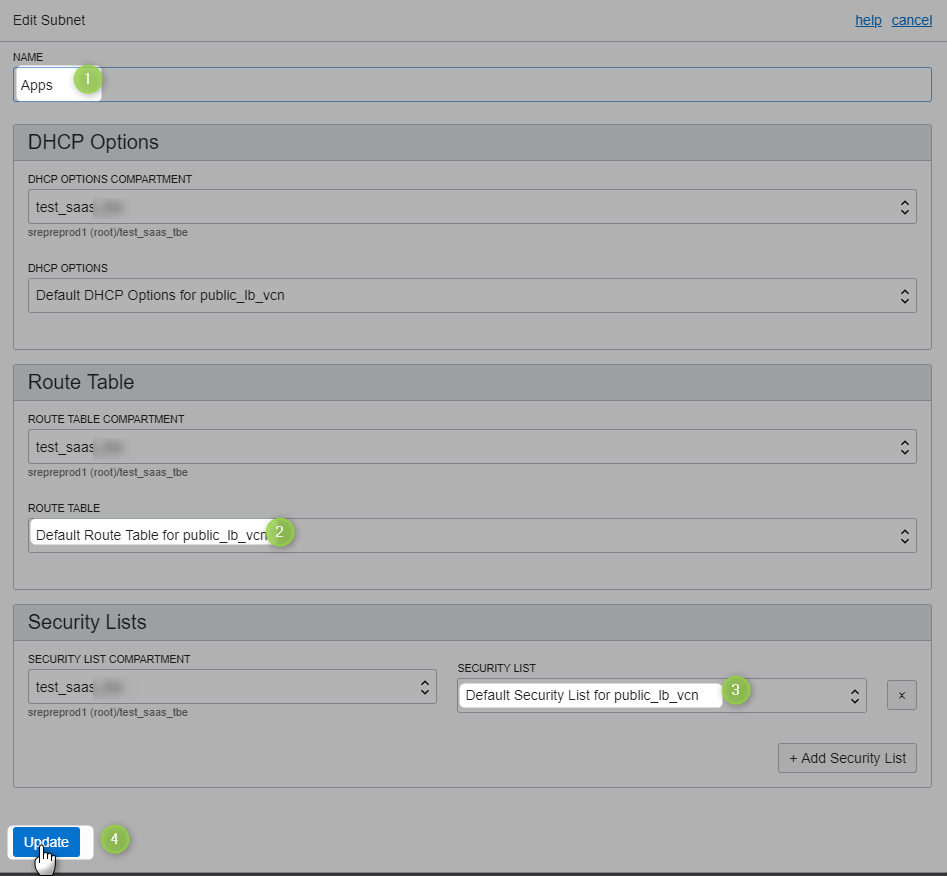 Edit Subnet help cancel
NAME
Apps 1
DHCP Options
DHCP OPTIONS COMPARTMENT
test_saas
srepreprod1 (root)/test_saas_tbe
DHCP OPTIONS
Default DHCP Options for public_lb_vcn
Route Table
ROUTE TABLE COMPARTMENT
test_saas
srepreprod1 (root)/test_saas_tbe
ROUTE TABLE
Default Route Table for public_lb_vcn 2
Security Lists
SECURITY LIST COMPARTMENT
test_saas
srepreprod1 (root)/test_saas_tbe
SECURITY LIST
Default Security List for public_lb_vcn 3
×
+ Add Security List
Update 4